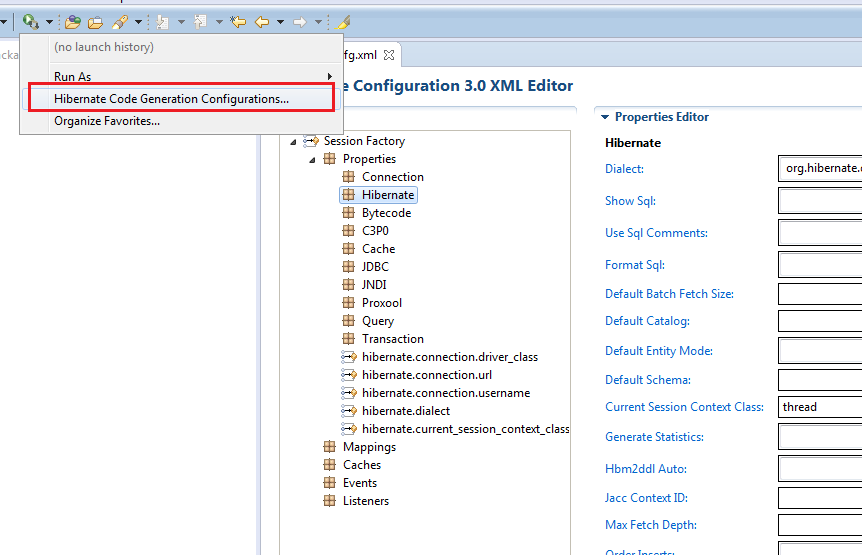 (no launch history)
Run As
Hibernate Code Generation Configurations...
Organize Favorites...
fg.xml
Configuration 3.0 XML Editor
Session Factory
Properties
Connection
Hibernate
Bytecode
C3P0
Cache
JDBC
JNDI
Proxool
Query
Transaction
hibernate.connection.driver_class
hibernate.connection.url
hibernate.connection.username
hibernate.dialect
hibernate.current_session_context_class
Mappings
Caches
Events
Listeners
Properties Editor
Hibernate
Dialect: org.hibernate.
Show Sql:
Use Sql Comments:
Format Sql:
Default Batch Fetch Size:
Default Catalog:
Default Entity Mode:
Default Schema:
Current Session Context Class: thread
Generate Statistics:
Hbm2ddl Auto:
Jacc Context ID:
Max Fetch Depth:
Order Inserts: